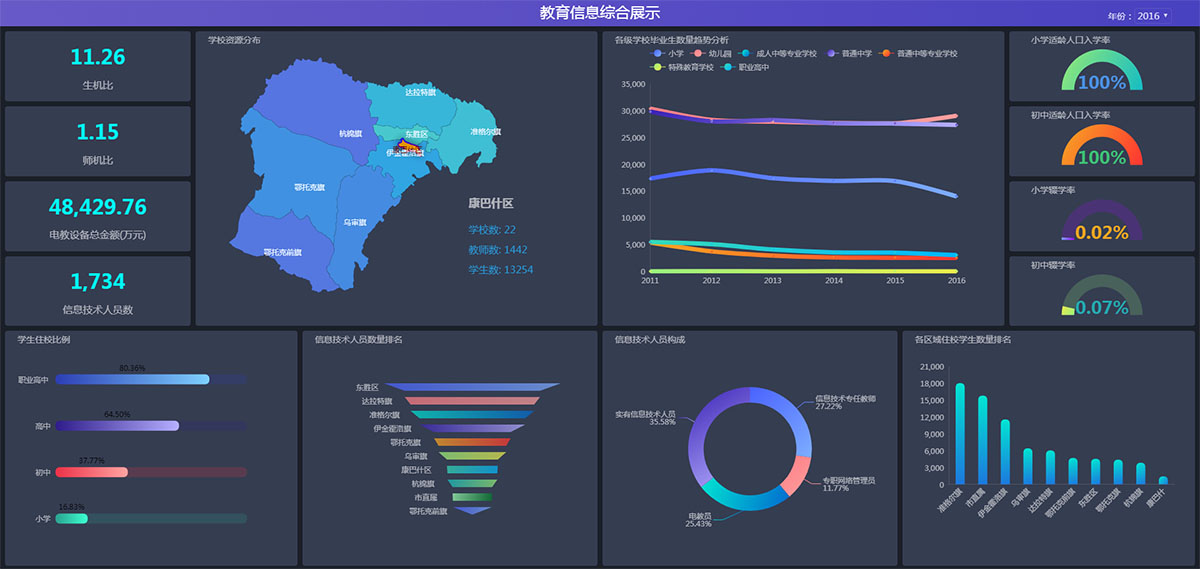 教育信息综合展示
年份： 2016
11.26
生机比
1.15
师机比
48,429.76
电教设备总金额(万元)
1,734
信息技术人员数
学校资源分布
达拉特旗
杭锦旗
东胜区
准格尔旗
伊金霍洛旗
鄂托克旗
乌审旗
鄂托克前旗
康巴什区
学校数: 22
教师数: 1442
学生数: 13254
各级学校毕业生数量趋势分析
小学 幼儿园 成人中等专业学校 普通中学 普通中等专业学校
特殊教育学校 职业高中
35,000
30,000
25,000
20,000
15,000
10,000
5,000
0
2011 2012 2013 2014 2015 2016
小学适龄人口入学率
100%
初中适龄人口入学率
100%
小学辍学率
0.02%
初中辍学率
0.07%
学生住校比例
80.36%
职业高中
64.50%
高中
37.77%
初中
16.83%
小学
信息技术人员数量排名
东胜区
达拉特旗
准格尔旗
伊金霍洛旗
鄂托克旗
乌审旗
康巴什区
杭锦旗
市直属
鄂托克前旗
信息技术人员构成
信息技术专任教师
27.22%
实有信息技术人员
35.58%
专职网络管理员
11.77%
电教员
25.43%
各区域住校学生数量排名
21,000
18,000
15,000
12,000
9,000
6,000
3,000
0
准格尔旗 市直属 伊金霍洛旗 乌审旗 达拉特旗 鄂托克前旗 东胜区 鄂托克旗 杭锦旗 康巴什